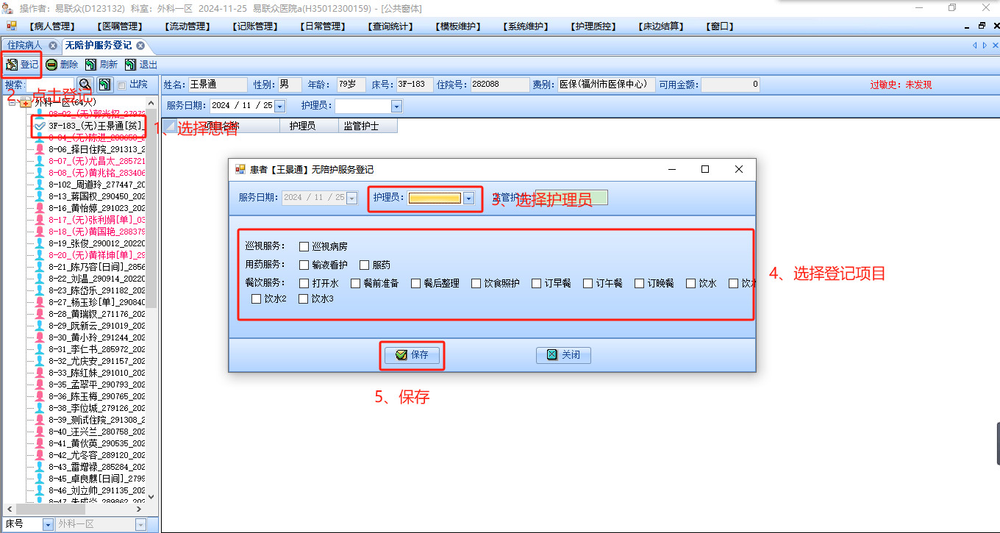 操作者：易联众(D123132) 科室：外科一区 2024-11-25 易联众医院a(H35012300159) - [公共窗体]
【病人管理】 【医嘱管理】 【流动管理】 【记账管理】 【日常管理】 【查询统计】 【模板维护】 【系统维护】 【护理质控】 【床边结算】 【窗口】
住院病人 无陪护服务登记
登记 删除 刷新 退出
搜索: 出院 姓名: 王景通 性别: 男 年龄: 79岁 床号: 3F-183 住院号: 282088 费别: 医保(福州市医保中心) 可用金额: 0 过敏史: 未发现
2、点击登记
外科一区(64人)
服务日期: 2024 / 11 / 25 护理员:
项目名称 护理员 监管护士
1、选择患者
8-02_(无)郭光招_27972
3F-183_(无)王景通[贫]_
8-04_(无)陈进_288658_2
8-06_择日住院_291313_2
8-07_(无)尤昌太_285721
8-08_(无)黄兆铭_283406
8-102_周道玲_277447_20
8-13_蒋国权_290450_202
8-16_黄怡婷_291023_202
8-17_(无)张利娟[单]_03
8-18_(无)黄国艳_288379
8-19_张俊_290012_20220
8-20_(无)黄祥坤[单]_29
8-21_陈乃容[日间]_2856
8-22_刘温_290914_20220
8-23_陈岱乐_291182_202
8-27_杨玉珍[单]_290840
8-28_黄瑞钗_271176_202
8-29_阮新云_291019_202
8-30_黄小玲_291244_202
8-31_李仁书_285972_202
8-32_尤庆安_291157_202
8-33_陈红妹_291010_202
8-35_孟翠平_290793_202
8-36_陈玉梅_290765_202
8-38_李位城_279126_202
8-39_测试住院_291308_2
8-40_汪兴兰_280758_202
8-41_黄伙英_290535_202
8-42_尤冬容_289120_202
8-43_雷增禄_285284_202
8-45_卓良麒[日间]_2799
8-46_刘立帅_291135_202
8-47_朱成炎_289862_202
床号 外科一区
患者【王景通】无陪护服务登记
服务日期: 2024 / 11 / 25 护理员: 监管护士
3、选择护理员
巡视服务: 巡视病房
用药服务: 输液看护 服药
餐饮服务: 打开水 餐前准备 餐后整理 饮食照护 订早餐 订午餐 订晚餐 饮水 饮水
饮水2 饮水3
4、选择登记项目
保存 关闭
5、保存